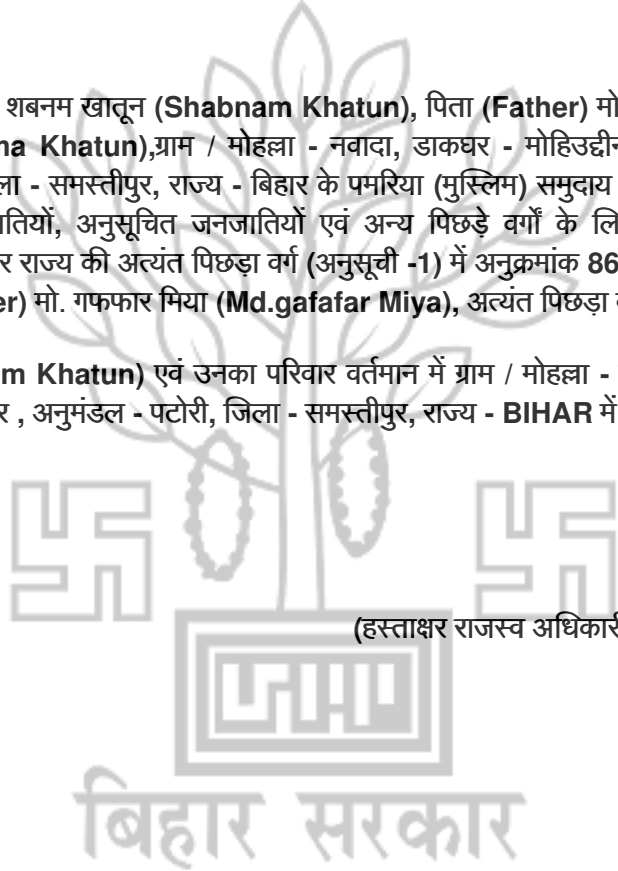 शबनम खातून (Shabnam Khatun), पिता (Father) मो
na Khatun),ग्राम / मोहल्ला - नवादा, डाकघर - मोहिउद्दीन
ला - समस्तीपुर, राज्य - बिहार के पमरिया (मुस्लिम) समुदाय
ातियों, अनुसूचित जनजातियों एवं अन्य पिछड़े वर्गों के लि
र राज्य की अत्यंत पिछड़ा वर्ग (अनुसूची -1) में अनुक्रमांक 86
er) मो. गफफार मिया (Md.gafafar Miya), अत्यंत पिछड़ा व
m Khatun) एवं उनका परिवार वर्तमान में ग्राम / मोहल्ला -
र , अनुमंडल - पटोरी, जिला - समस्तीपुर, राज्य - BIHAR में
(हस्ताक्षर राजस्व अधिकारी
बिहार सरकार